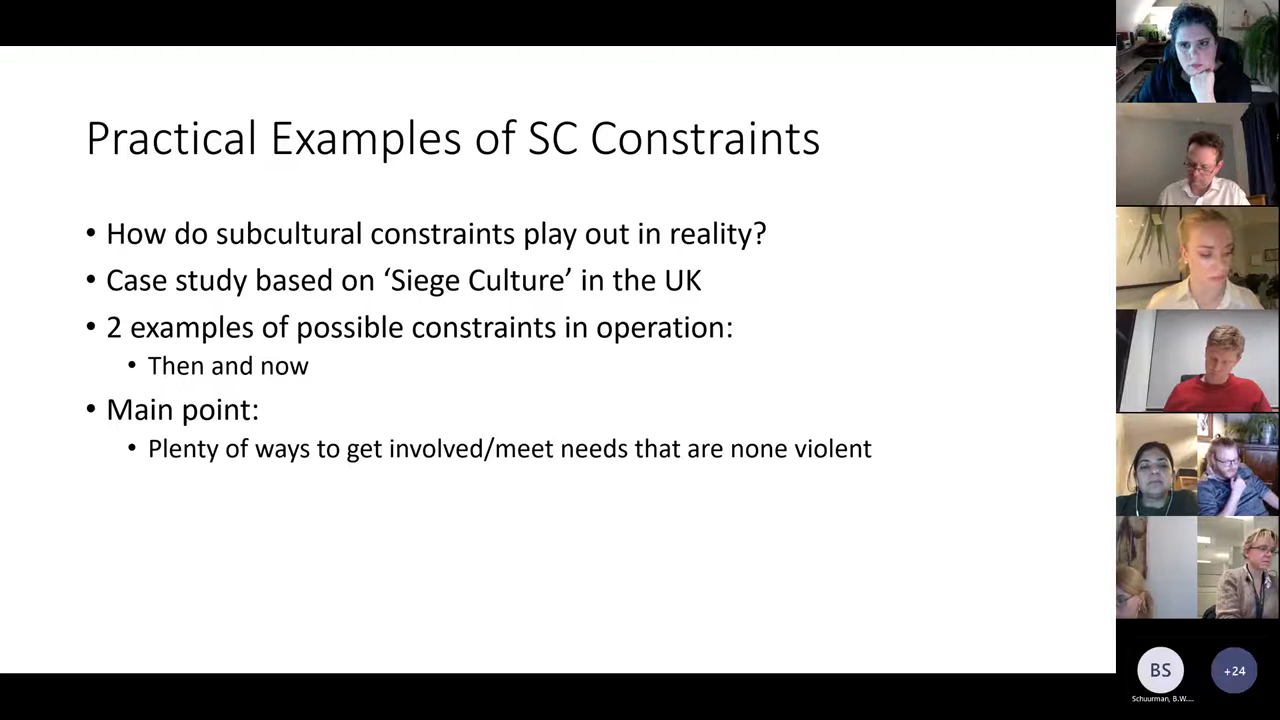 Practical Examples of SC Constraints
• How do subcultural constraints play out in reality?
• Case study based on ‘Siege Culture’ in the UK
• 2 examples of possible constraints in operation:
• Then and now
• Main point:
• Plenty of ways to get involved/meet needs that are none violent
BS
+24
Schuurman, B.W....